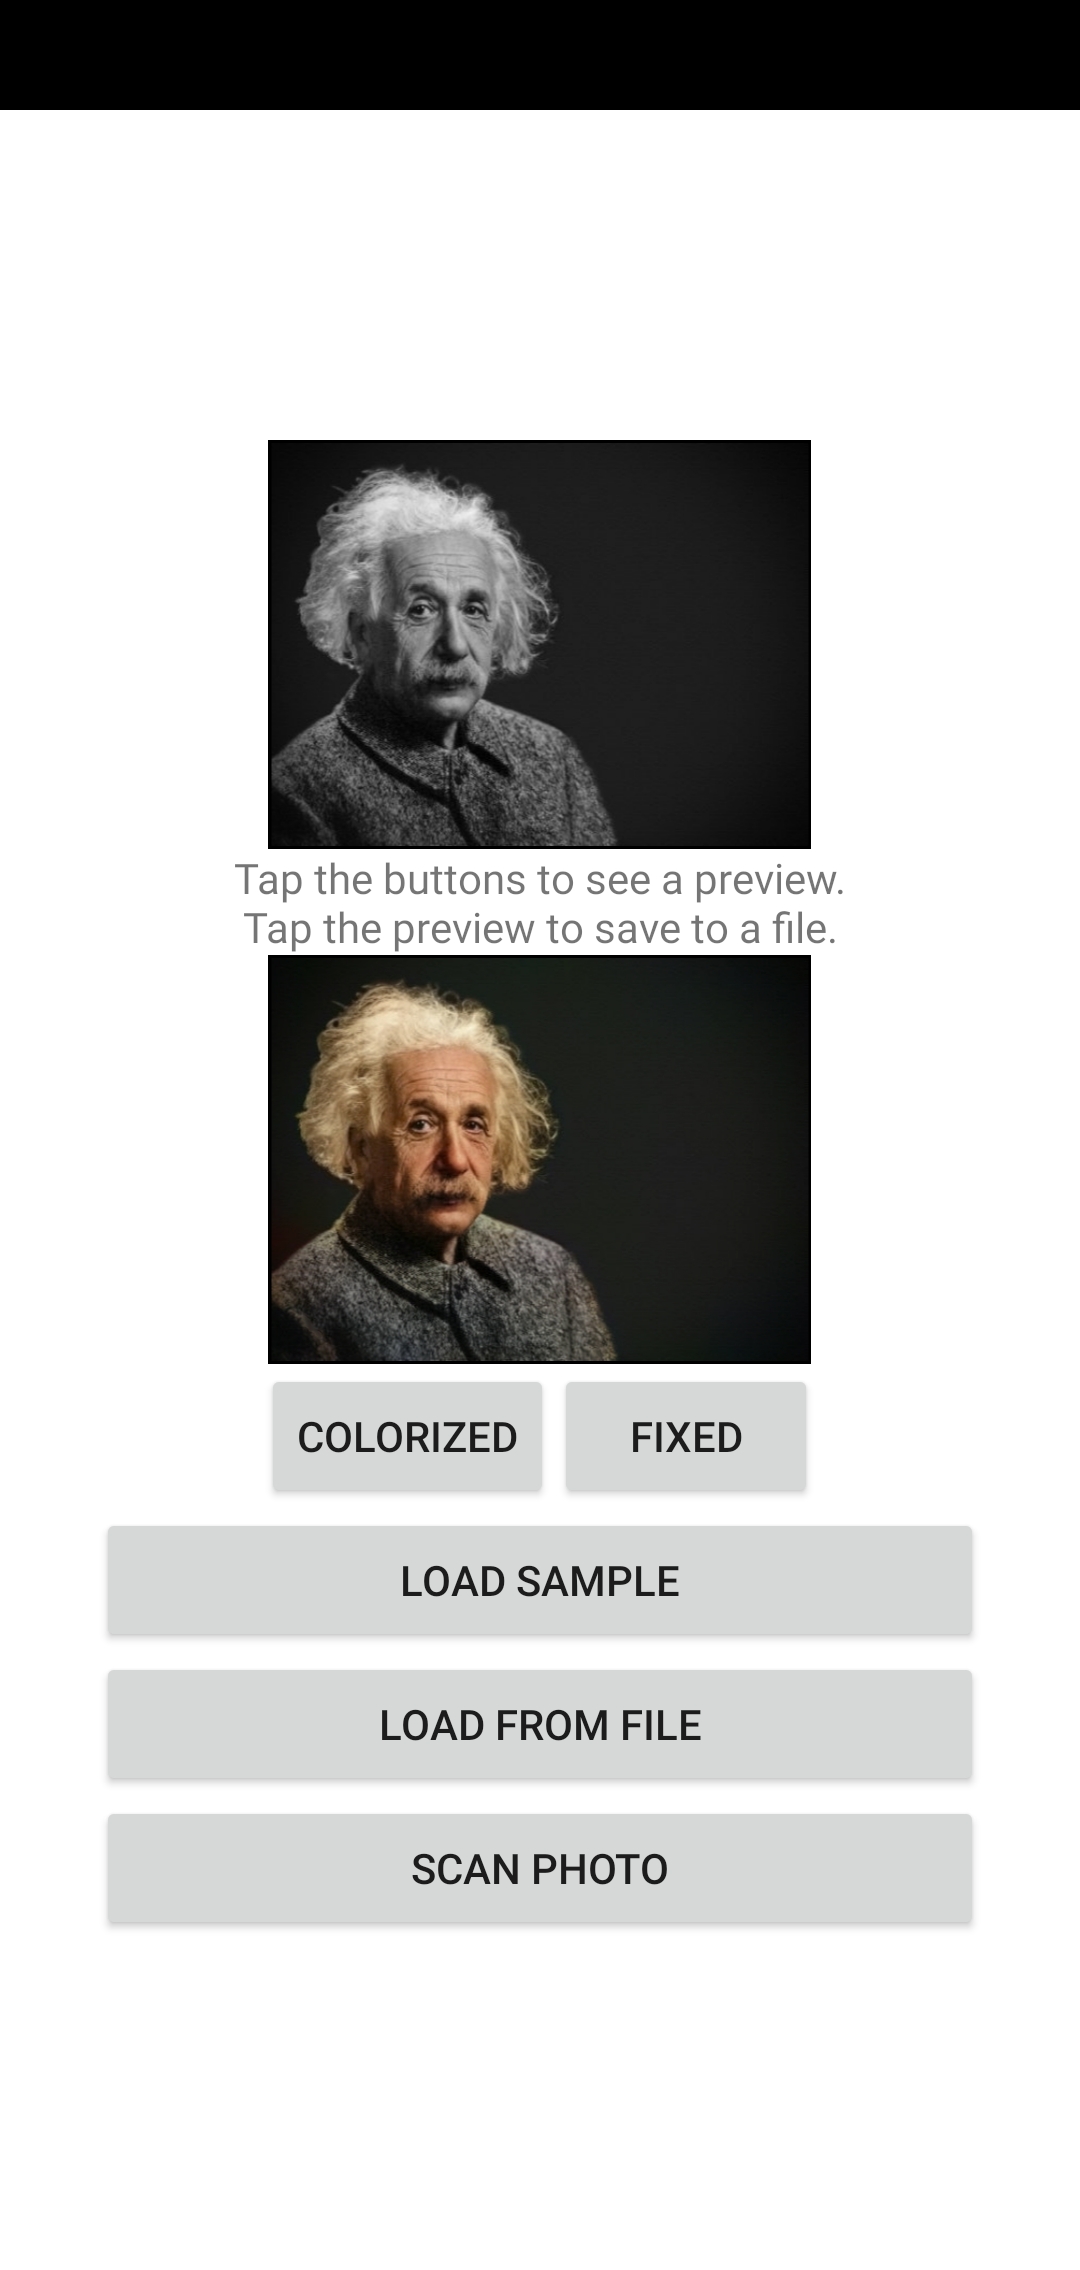 Tap the buttons to see a preview.
Tap the preview to save to a file.
COLORIZED FIXED
LOAD SAMPLE
LOAD FROM FILE
SCAN PHOTO